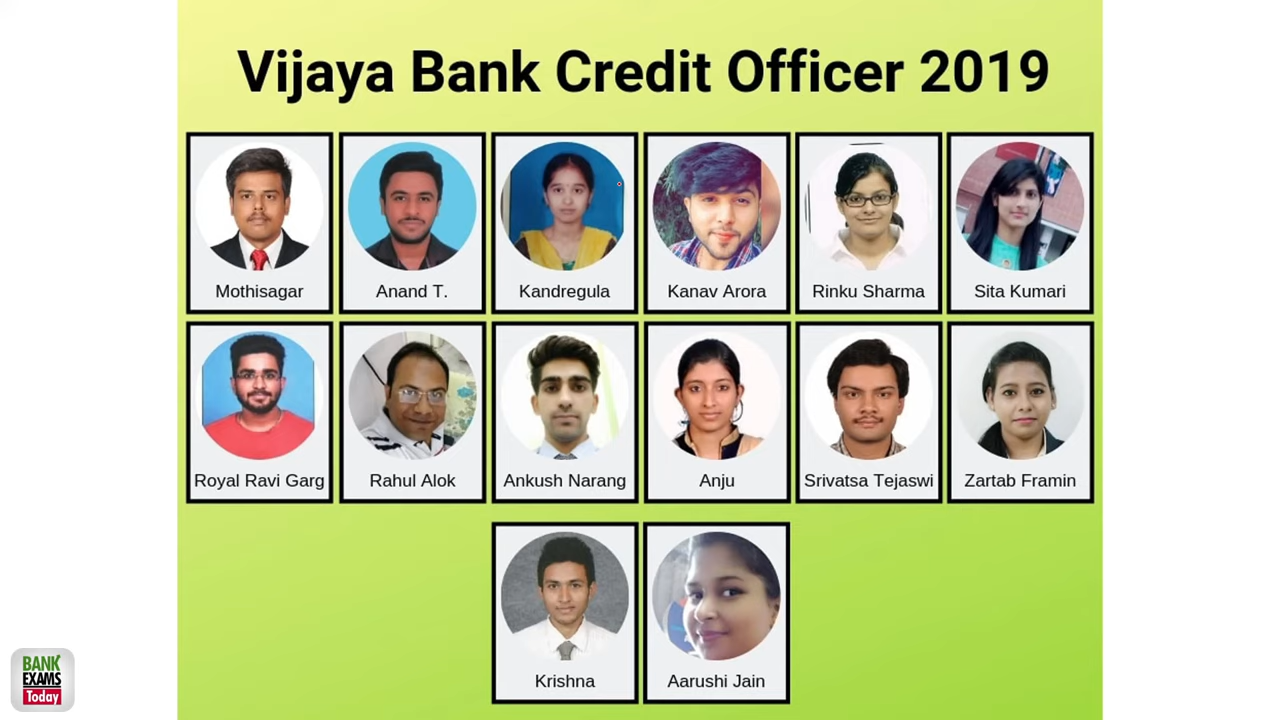 Vijaya Bank Credit Officer 2019
Mothisagar
Anand T.
Kandregula
Kanav Arora
Rinku Sharma
Sita Kumari
Royal Ravi Garg
Rahul Alok
Ankush Narang
Anju
Srivatsa Tejaswi
Zartab Framin
Krishna
Aarushi Jain
BANK
EXAMS
Today